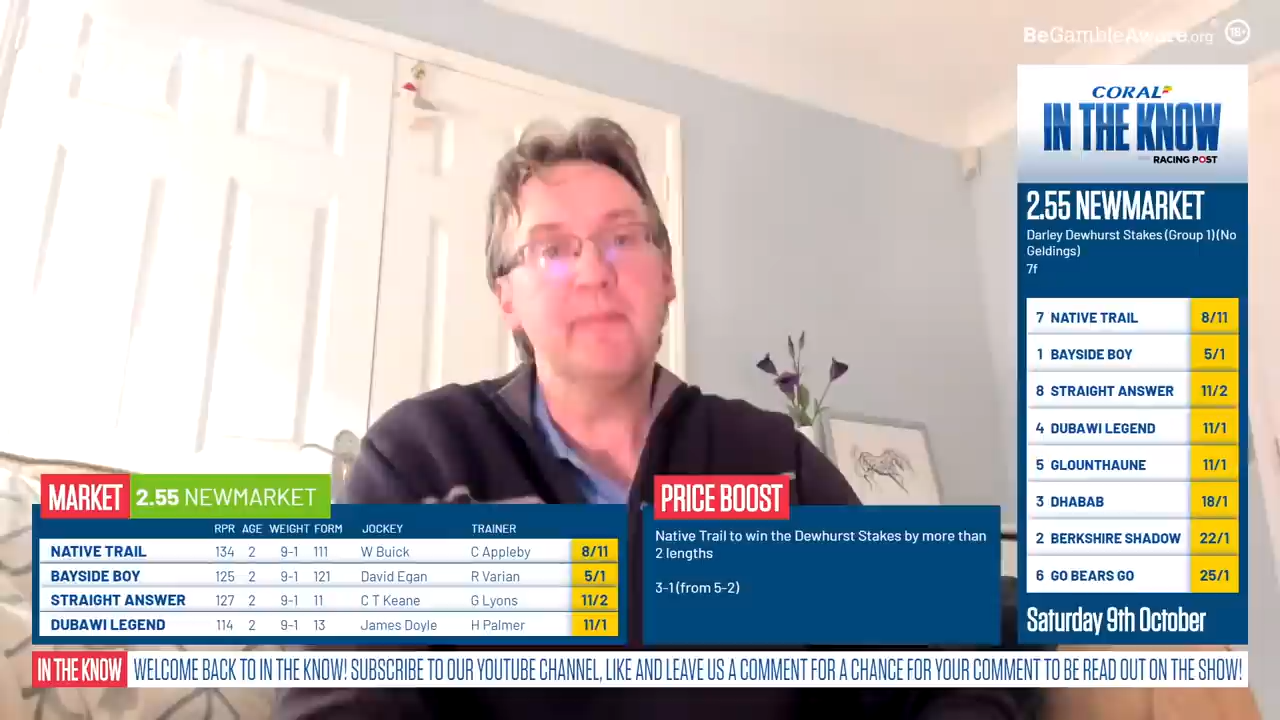 BeGambleAware.org 18+
CORAL
IN THE KNOW
RACING POST
2.55 NEWMARKET
Darley Dewhurst Stakes (Group 1) (No
Geldings)
7f
7 NATIVE TRAIL 8/11
1 BAYSIDE BOY 5/1
8 STRAIGHT ANSWER 11/2
4 DUBAWI LEGEND 11/1
5 GLOUNTHAUNE 11/1
3 DHABAB 18/1
2 BERKSHIRE SHADOW 22/1
6 GO BEARS GO 25/1
Saturday 9th October
MARKET 2.55 NEWMARKET
RPR AGE WEIGHT FORM JOCKEY TRAINER
NATIVE TRAIL 134 2 9-1 111 W Buick C Appleby 8/11
BAYSIDE BOY 125 2 9-1 121 David Egan R Varian 5/1
STRAIGHT ANSWER 127 2 9-1 11 C T Keane G Lyons 11/2
DUBAWI LEGEND 114 2 9-1 13 James Doyle H Palmer 11/1
PRICE BOOST
Native Trail to win the Dewhurst Stakes by more than
2 lengths
3-1 (from 5-2)
IN THE KNOW WELCOME BACK TO IN THE KNOW! SUBSCRIBE TO OUR YOUTUBE CHANNEL, LIKE AND LEAVE US A COMMENT FOR A CHANCE FOR YOUR COMMENT TO BE READ OUT ON THE SHOW!